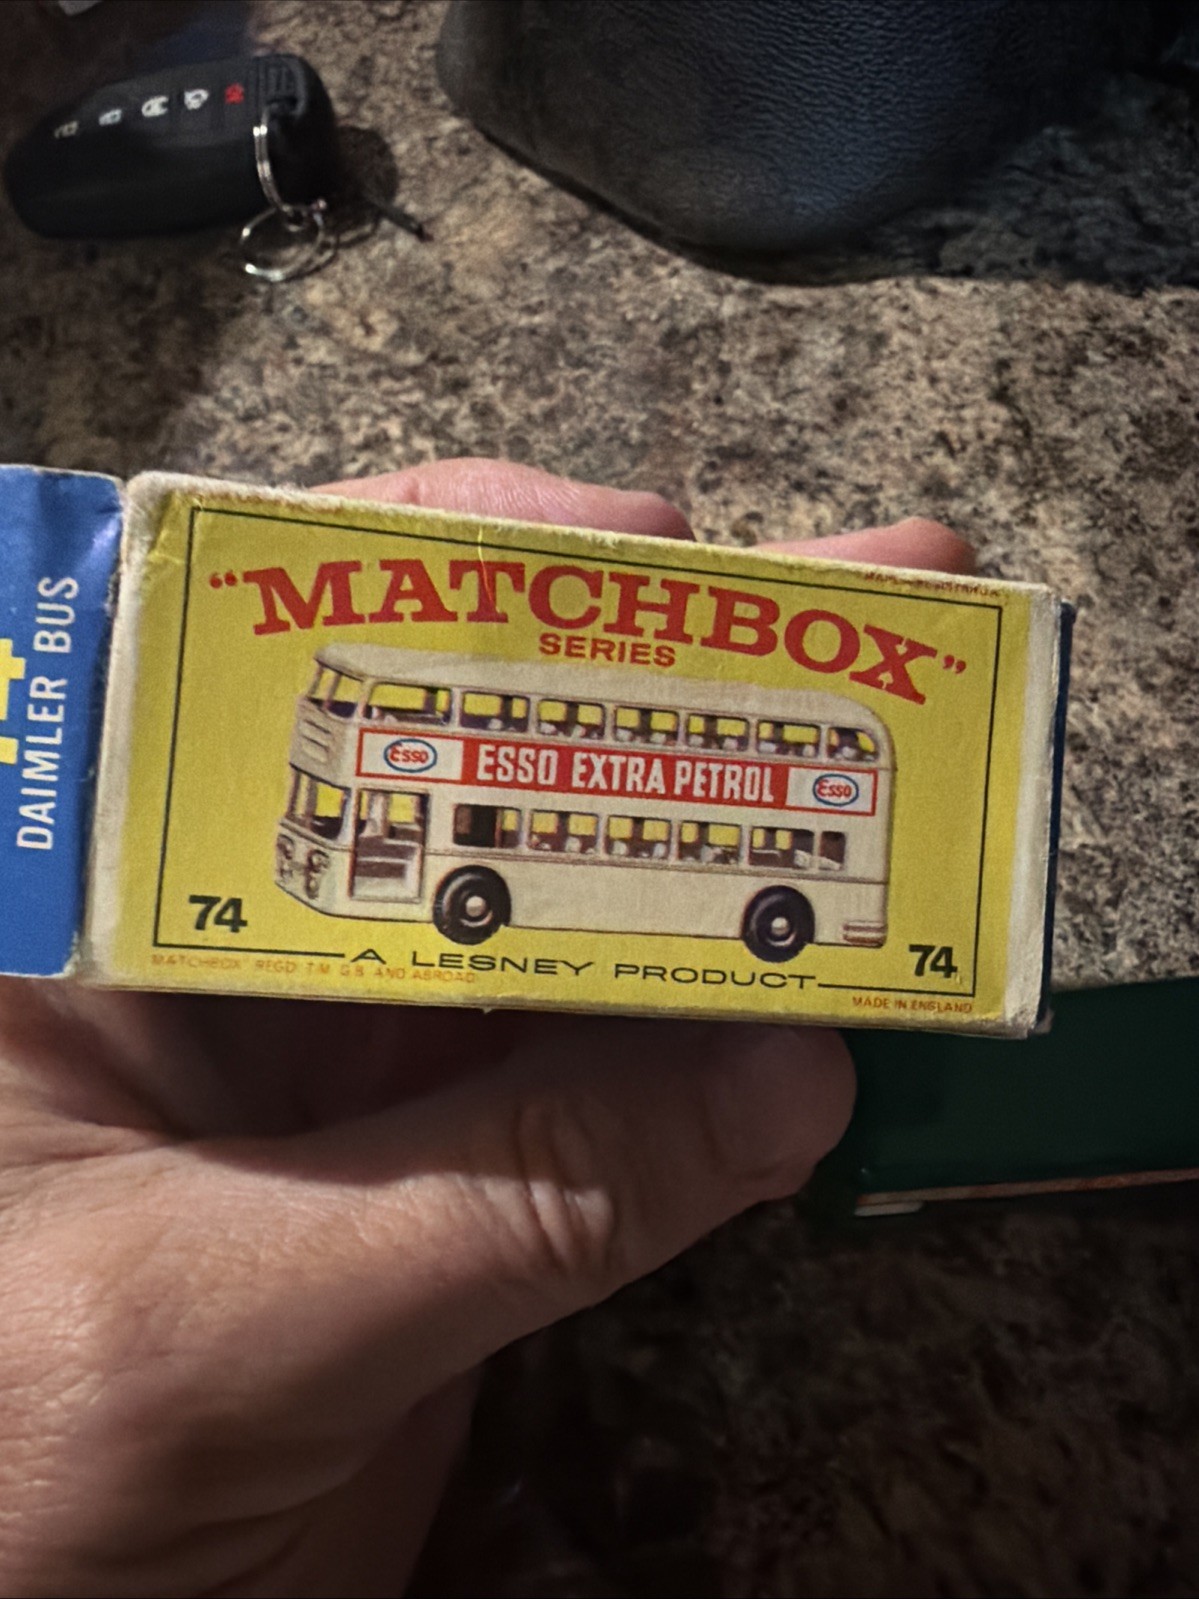 DAIMLER BUS
"MATCHBOX"
SERIES
Esso
ESSO EXTRA PETROL
Esso
74
74
A LESNEY PRODUCT
MATCHBOX REGD. T.M. G.B. AND ABROAD
MADE IN ENGLAND